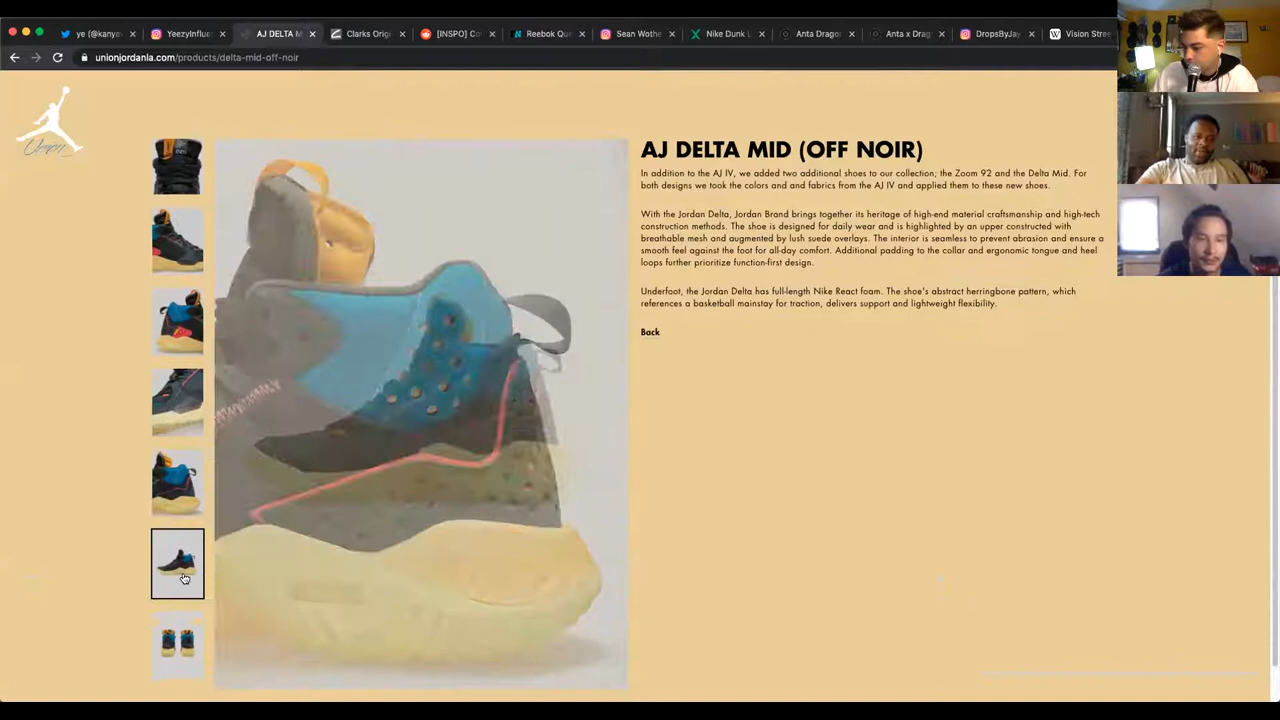 ye (@kanyev
YeezyInflue
AJ DELTA M
Clarks Orig
[INSPO] Co
Reebok Que
Sean Wothe
Nike Dunk L
Anta Dragon
Anta x Drag
DropsByJay
Vision Stree
unionjordanla.com/products/delta-mid-off-noir
Union
AJ DELTA MID (OFF NOIR)
In addition to the AJ IV, we added two additional shoes to our collection; the Zoom 92 and the Delta Mid. For
both designs we took the colors and and fabrics from the AJ IV and applied them to these new shoes.
With the Jordan Delta, Jordan Brand brings together its heritage of high-end material craftsmanship and high-tech
construction methods. The shoe is designed for daily wear and is highlighted by an upper constructed with
breathable mesh and augmented by lush suede overlays. The interior is seamless to prevent abrasion and ensure a
smooth feel against the foot for all-day comfort. Additional padding to the collar and ergonomic tongue and heel
loops further prioritize function-first design.
Underfoot, the Jordan Delta has full-length Nike React foam. The shoe's abstract herringbone pattern, which
references a basketball mainstay for traction, delivers support and lightweight flexibility.
Back